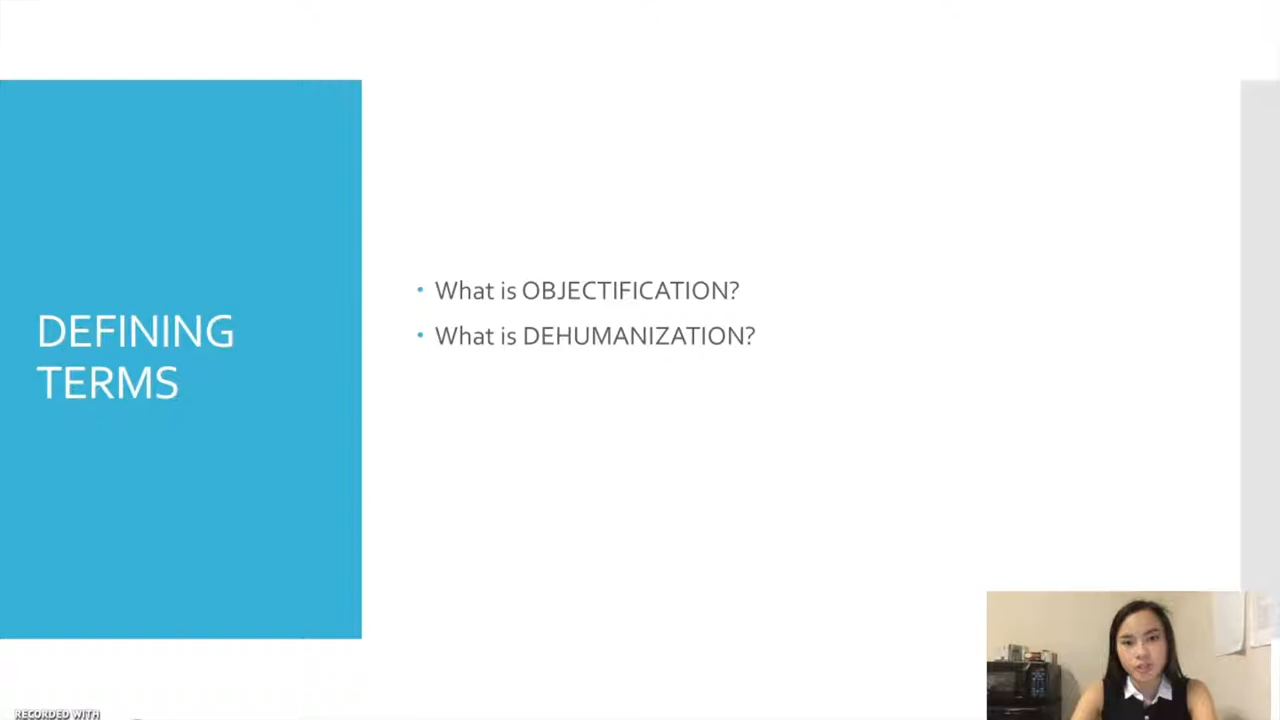 DEFINING
TERMS
What is OBJECTIFICATION?
What is DEHUMANIZATION?
RECORDED WITH